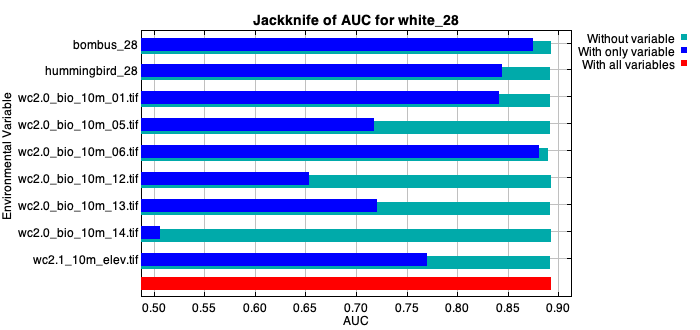 Jackknife of AUC for white_28
Without variable
With only variable
With all variables
Environmental Variable
bombus_28
hummingbird_28
wc2.0_bio_10m_01.tif
wc2.0_bio_10m_05.tif
wc2.0_bio_10m_06.tif
wc2.0_bio_10m_12.tif
wc2.0_bio_10m_13.tif
wc2.0_bio_10m_14.tif
wc2.1_10m_elev.tif
0.50 0.55 0.60 0.65 0.70 0.75 0.80 0.85 0.90
AUC